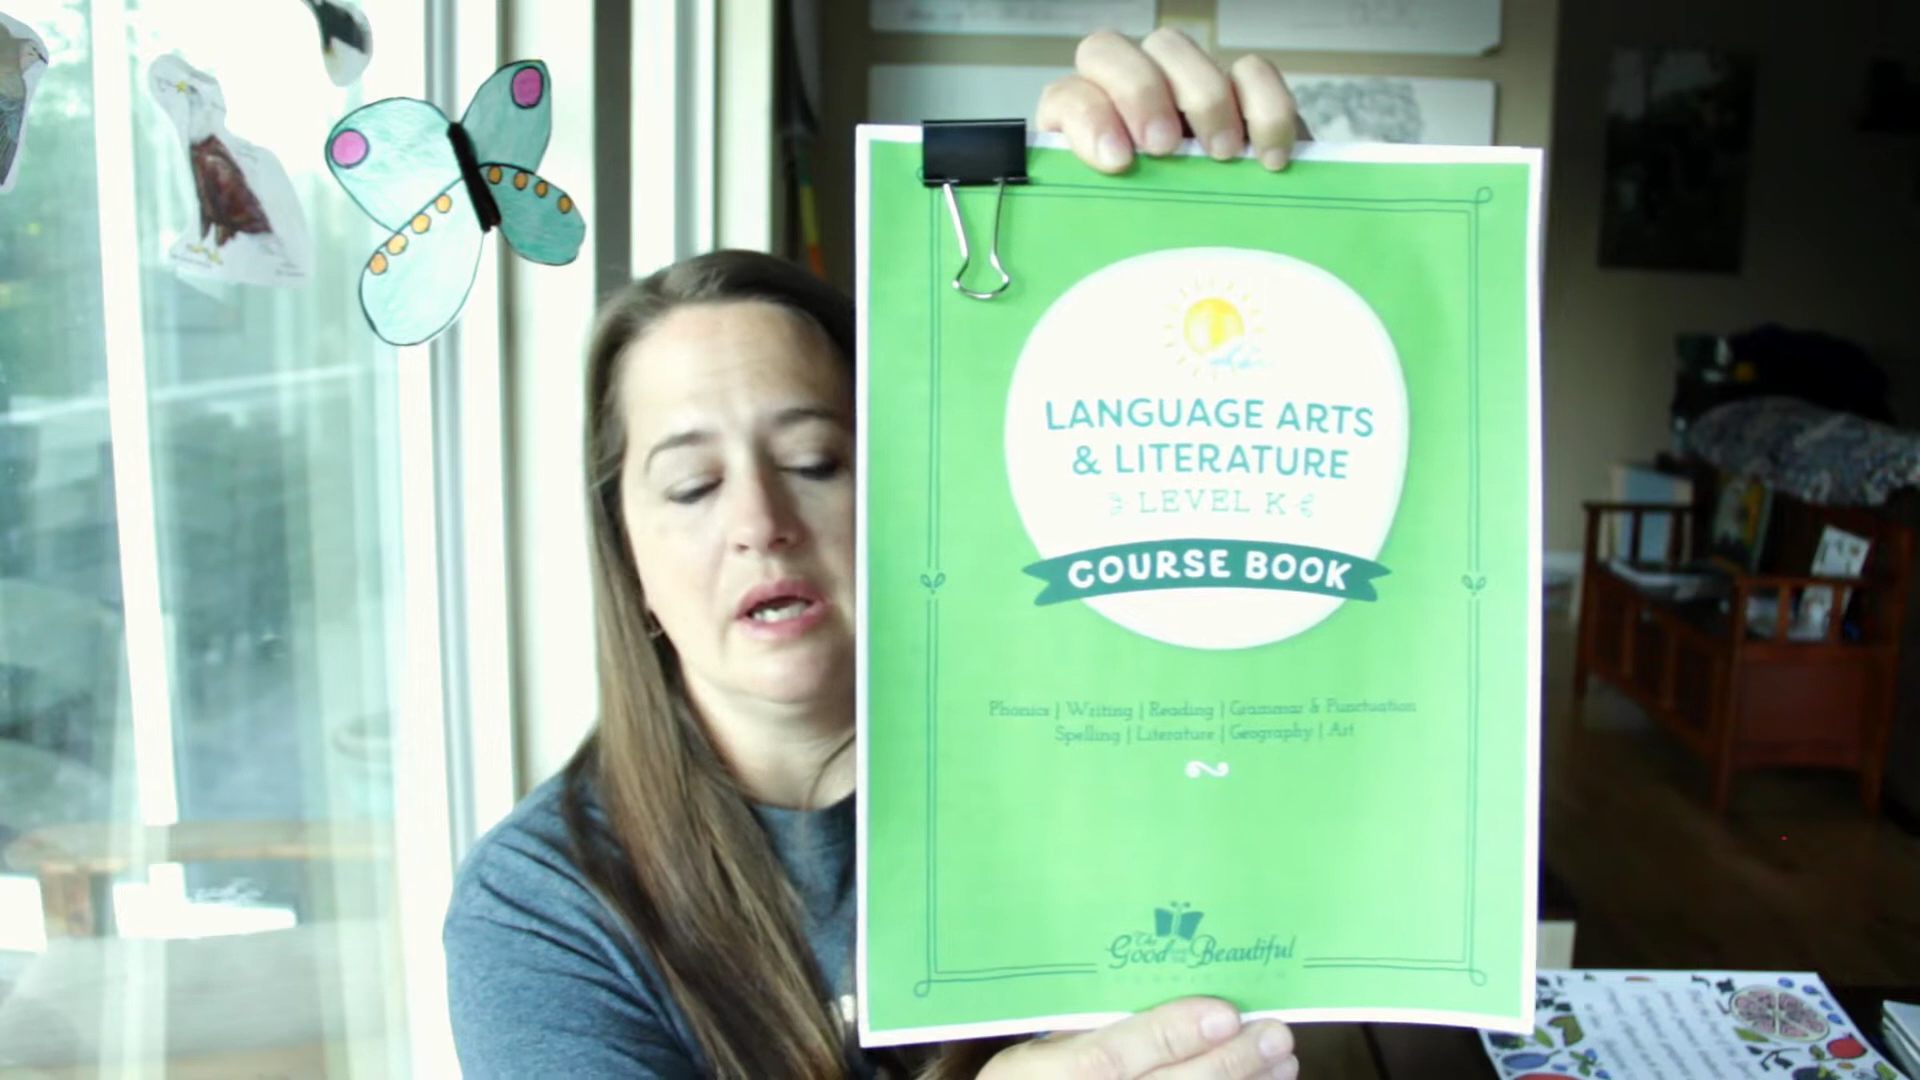 LANGUAGE ARTS
& LITERATURE
LEVEL K
COURSE BOOK
Phonics | Writing | Reading | Grammar & Punctuation
Spelling | Literature | Geography | Art
The Good and the Beautiful